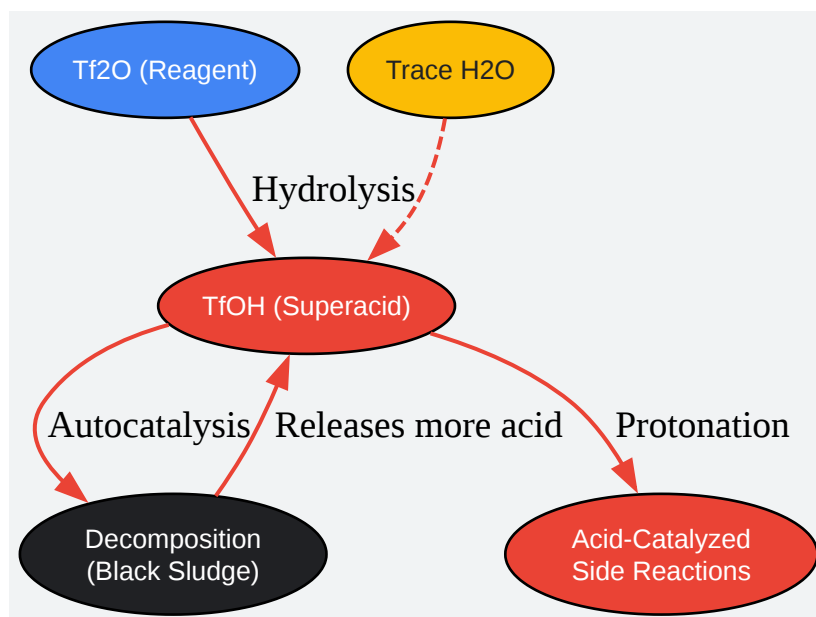 Tf2O (Reagent)
Trace H2O
Hydrolysis
TfOH (Superacid)
Autocatalysis
Releases more acid
Protonation
Decomposition
(Black Sludge)
Acid-Catalyzed
Side Reactions